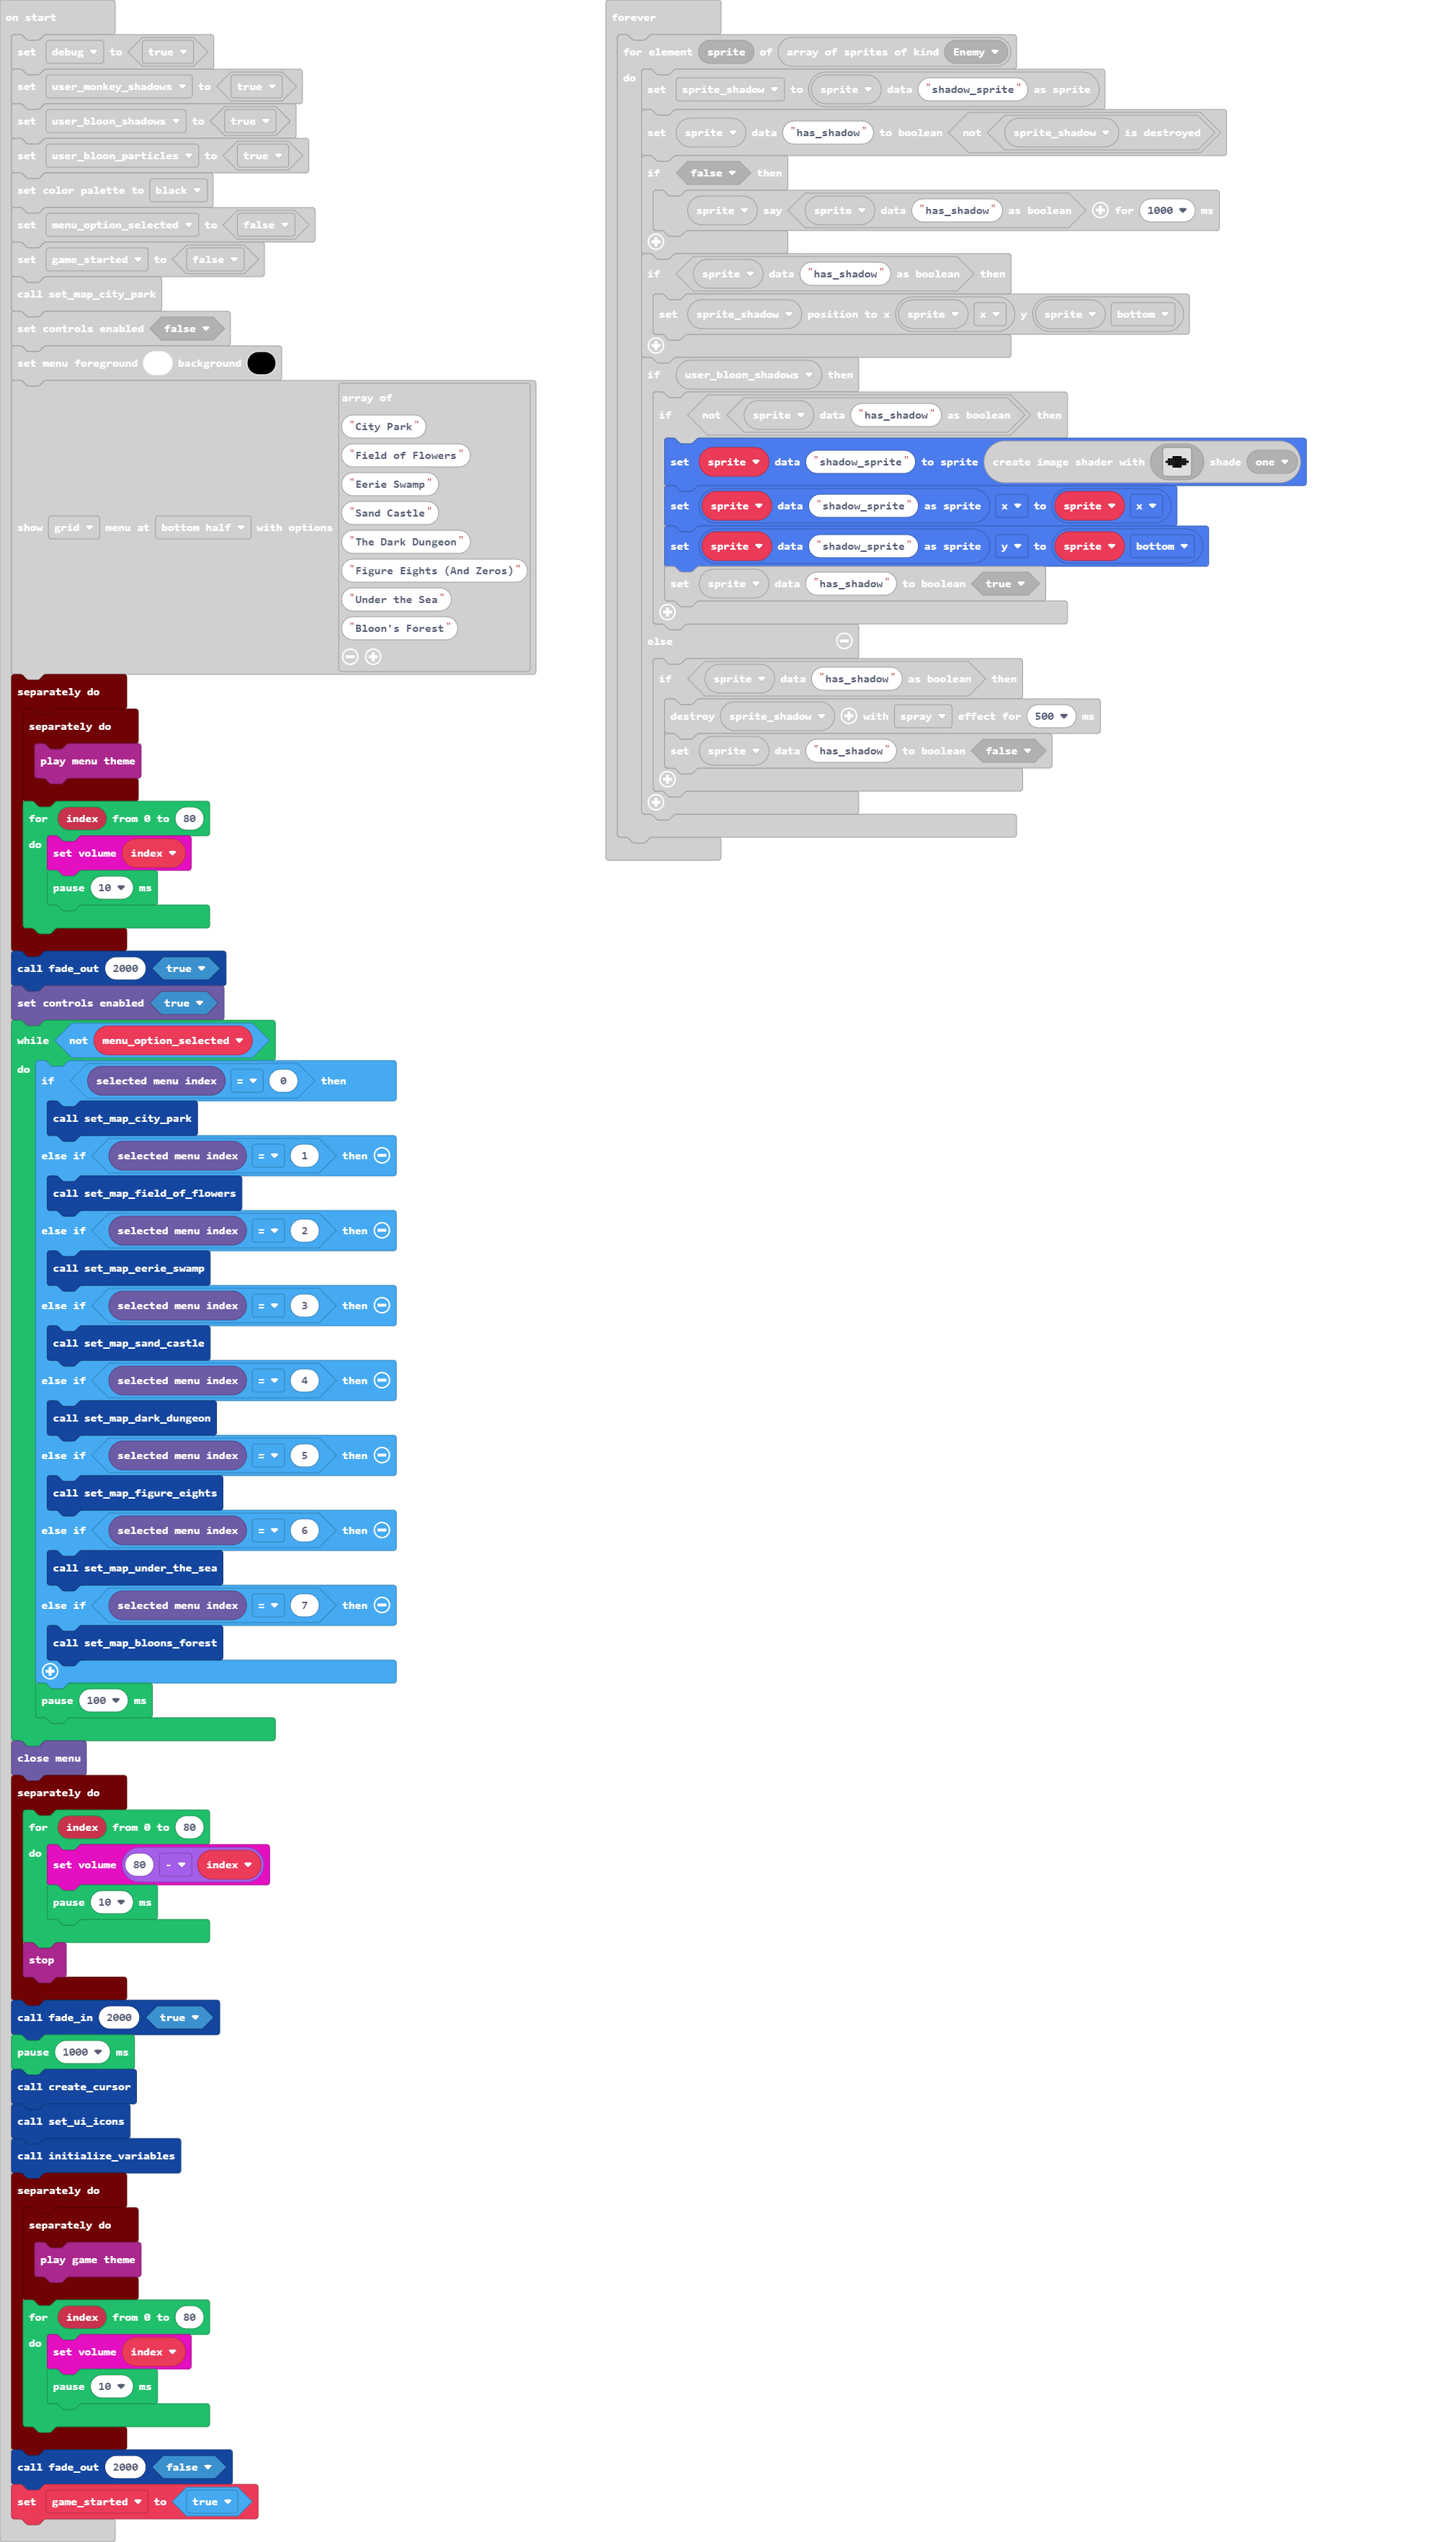 on start
set debug to true
set user_monkey_shadows to true
set user_bloon_shadows to true
set user_bloon_particles to true
set color palette to black
set menu_option_selected to false
set game_started to false
call set_map_city_park
set controls enabled false
set menu foreground background
show grid menu at bottom half with options
array of
"City Park"
"Field of Flowers"
"Eerie Swamp"
"Sand Castle"
"The Dark Dungeon"
"Figure Eights (And Zeros)"
"Under the Sea"
"Bloon's Forest"
separately do
separately do
play menu theme
for index from 0 to 80
do
set volume index
pause 10 ms
call fade_out 2000 true
set controls enabled true
while not menu_option_selected
do
if selected menu index = 0 then
call set_map_city_park
else if selected menu index = 1 then
call set_map_field_of_flowers
else if selected menu index = 2 then
call set_map_eerie_swamp
else if selected menu index = 3 then
call set_map_sand_castle
else if selected menu index = 4 then
call set_map_dark_dungeon
else if selected menu index = 5 then
call set_map_figure_eights
else if selected menu index = 6 then
call set_map_under_the_sea
else if selected menu index = 7 then
call set_map_bloons_forest
pause 100 ms
close menu
separately do
for index from 0 to 80
do
set volume 80 - index
pause 10 ms
stop
call fade_in 2000 true
pause 1000 ms
call create_cursor
call set_ui_icons
call initialize_variables
separately do
separately do
play game theme
for index from 0 to 80
do
set volume index
pause 10 ms
call fade_out 2000 false
set game_started to true
forever
for element sprite of array of sprites of kind Enemy
do
set sprite_shadow to sprite data "shadow_sprite" as sprite
set sprite data "has_shadow" to boolean not sprite_shadow is destroyed
if false then
sprite say sprite data "has_shadow" as boolean for 1000 ms
if sprite data "has_shadow" as boolean then
set sprite_shadow position to x sprite x y sprite bottom
if user_bloon_shadows then
if not sprite data "has_shadow" as boolean then
set sprite data "shadow_sprite" to sprite create image shader with shade one
set sprite data "shadow_sprite" as sprite x to sprite x
set sprite data "shadow_sprite" as sprite y to sprite bottom
set sprite data "has_shadow" to boolean true
else
if sprite data "has_shadow" as boolean then
destroy sprite_shadow with spray effect for 500 ms
set sprite data "has_shadow" to boolean false